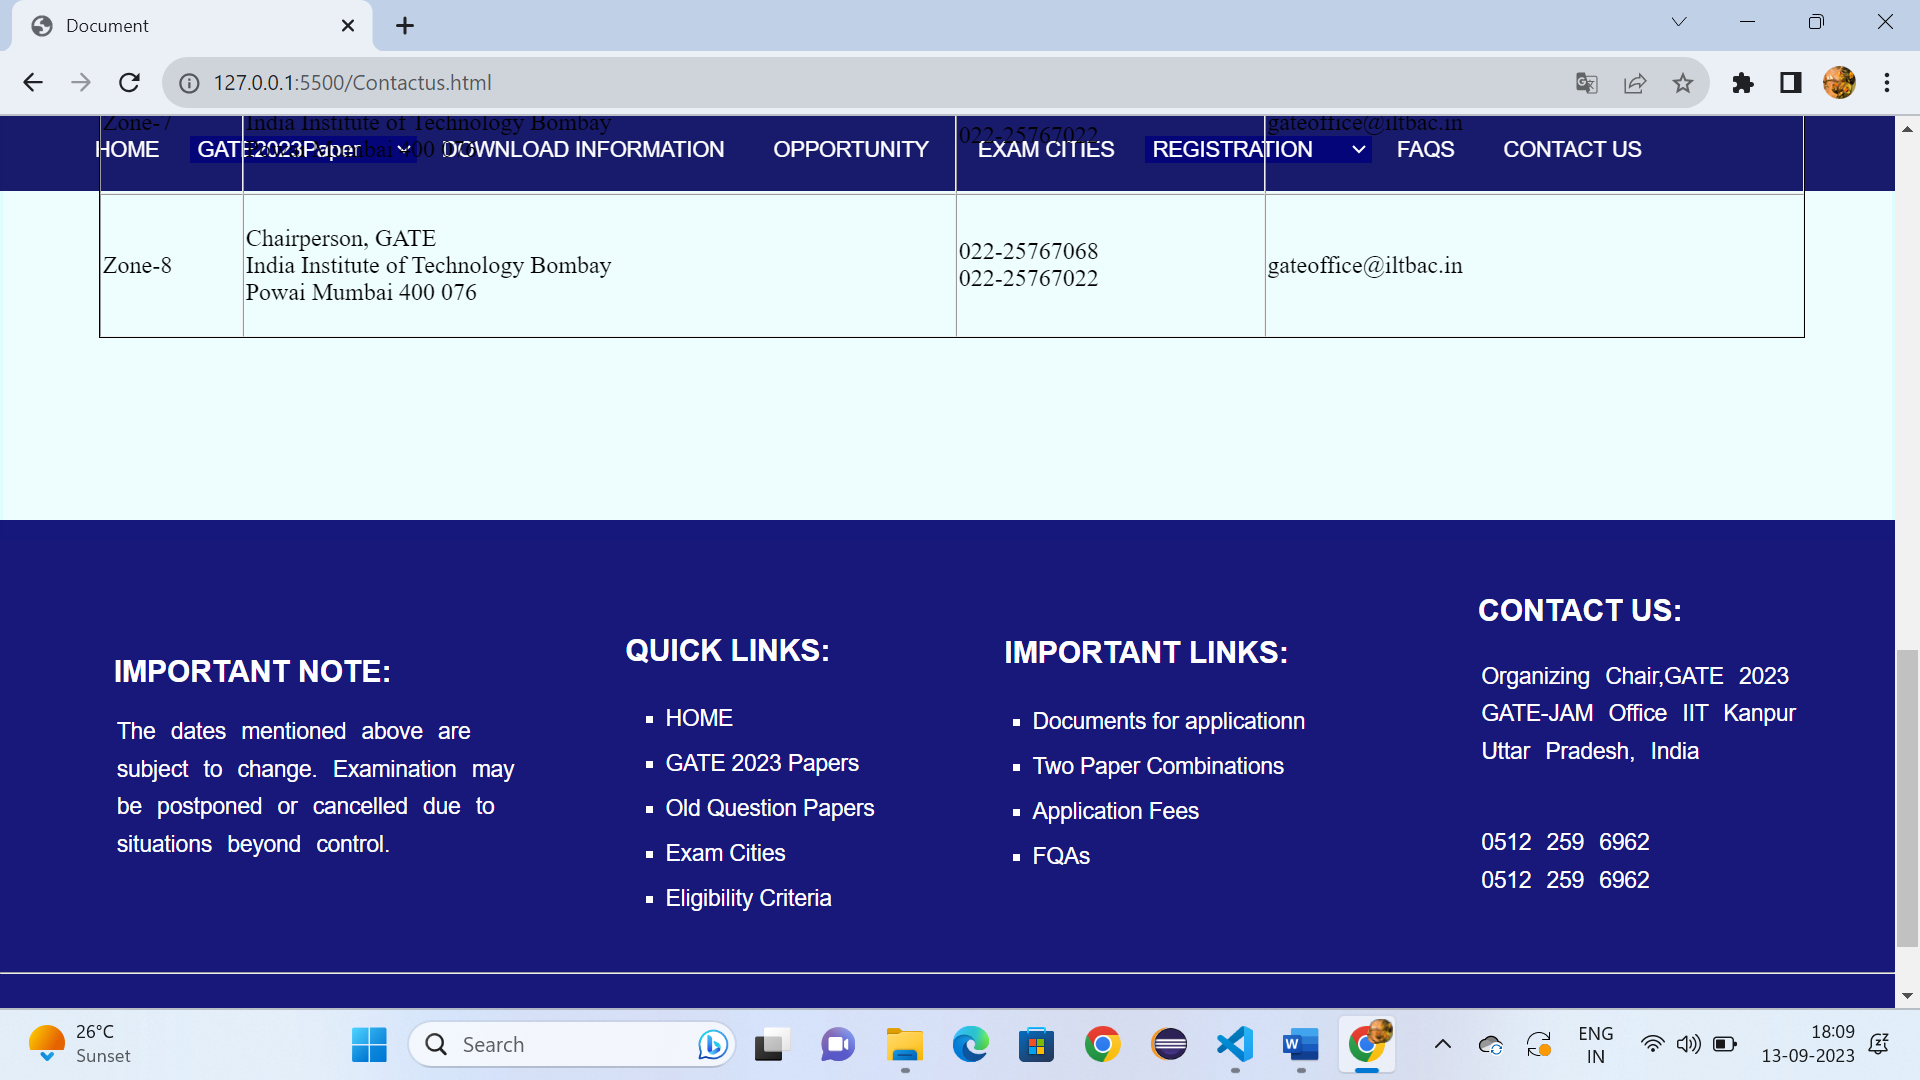 Document
127.0.0.1:5500/Contactus.html
Zone-7
India Institute of Technology Bombay
022-25767022
gateoffice@iltbac.in
HOME
GATE2023Paper
DOWNLOAD INFORMATION
OPPORTUNITY
EXAM CITIES
REGISTRATION
FAQS
CONTACT US
Powai Mumbai 400 076
Zone-8
Chairperson, GATE
India Institute of Technology Bombay
Powai Mumbai 400 076
022-25767068
022-25767022
gateoffice@iltbac.in
IMPORTANT NOTE:
The dates mentioned above are
subject to change. Examination may
be postponed or cancelled due to
situations beyond control.
QUICK LINKS:
HOME
GATE 2023 Papers
Old Question Papers
Exam Cities
Eligibility Criteria
IMPORTANT LINKS:
Documents for applicationn
Two Paper Combinations
Application Fees
FQAs
CONTACT US:
Organizing Chair,GATE 2023
GATE-JAM Office IIT Kanpur
Uttar Pradesh, India
0512 259 6962
0512 259 6962
26°C
Sunset
Search
ENG
IN
18:09
13-09-2023